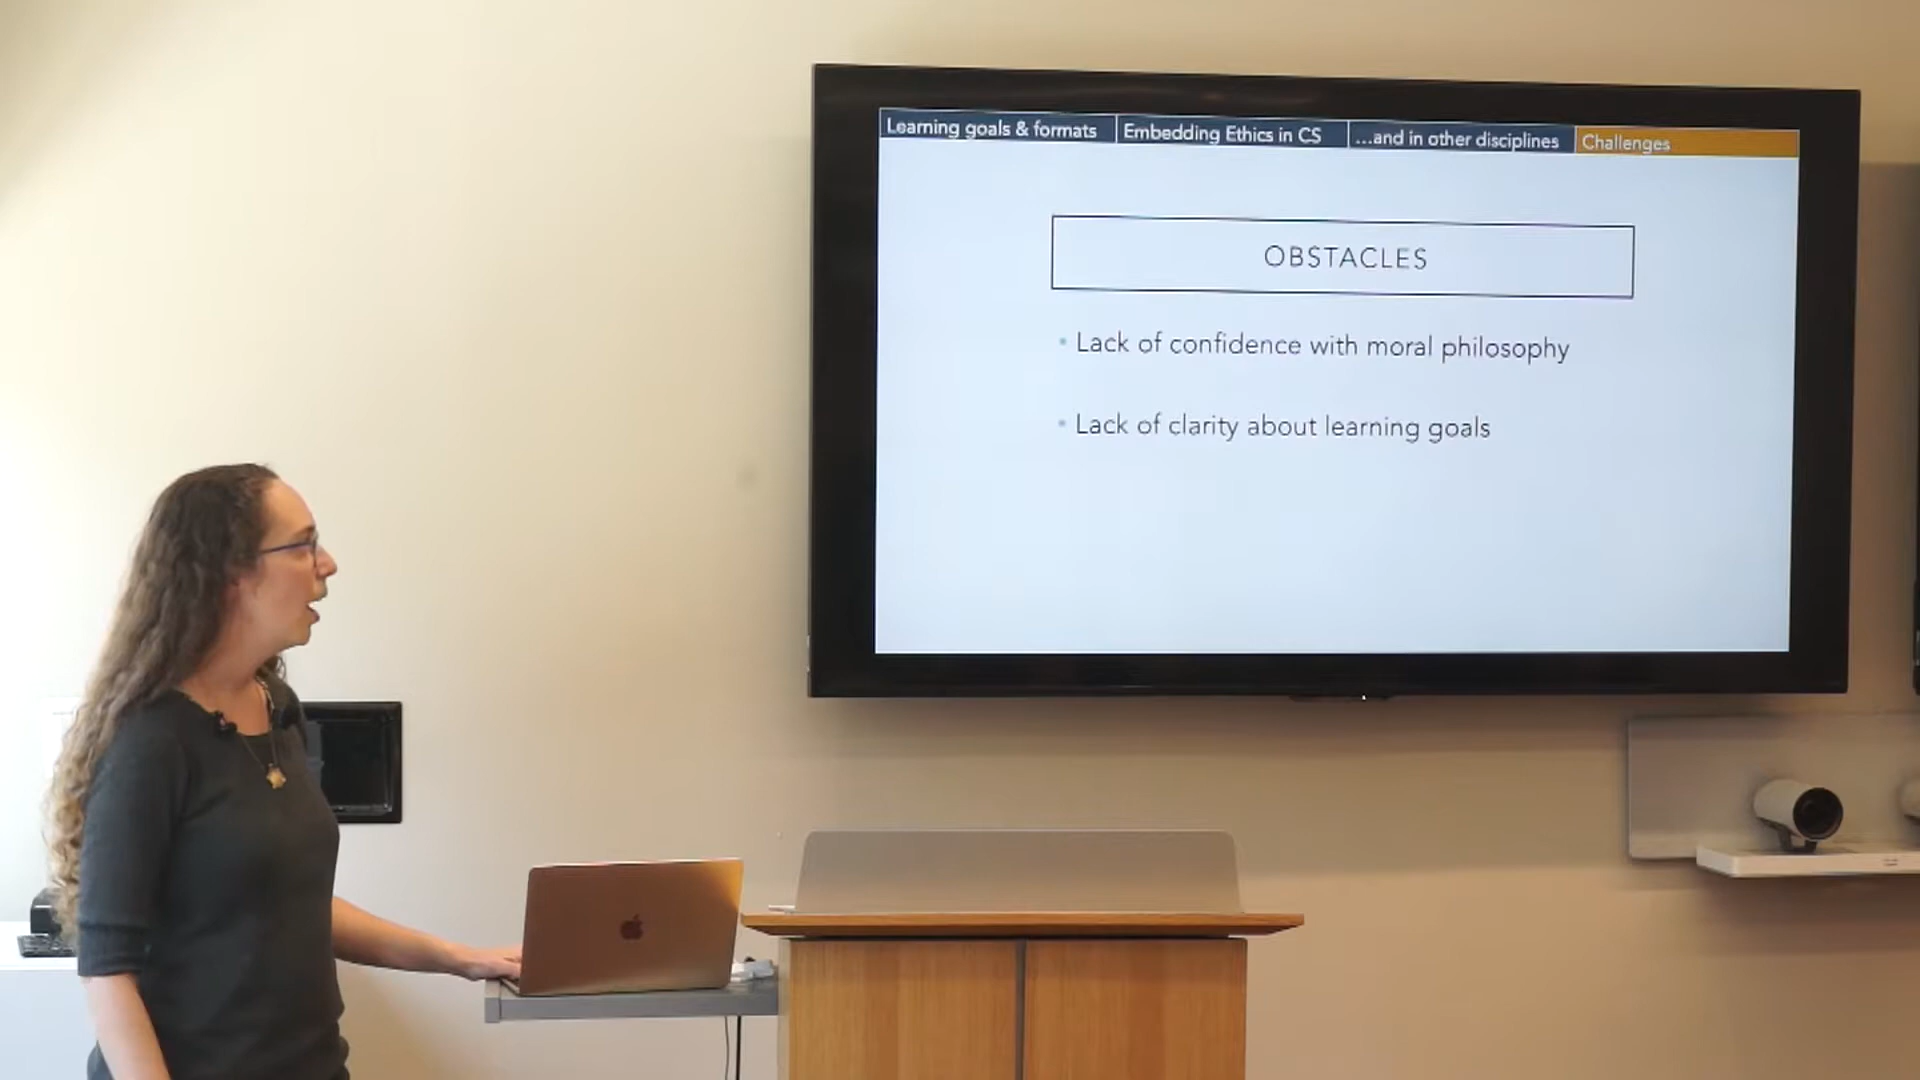 Learning goals & formats
Embedding Ethics in CS
...and in other disciplines
Challenges
OBSTACLES
• Lack of confidence with moral philosophy
• Lack of clarity about learning goals